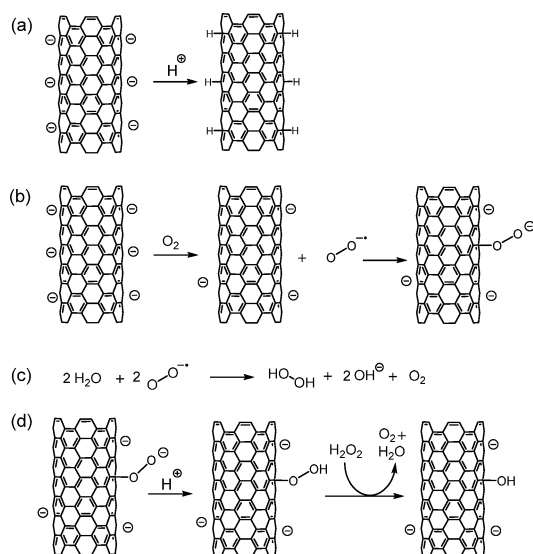 (a)
⊖ ⊖ H H
H⊕
⊖ ⊖ H H
⊖ ⊖ H H
(b)
⊖ ⊖ ⊖
O₂ O–O⁻• O–O⊖
⊖ ⊖ + ⊖ ⊖
⊖ ⊖ ⊖ ⊖
(c) 2 H₂O + 2 O–O⁻• → HO–OH + 2 OH⊖ + O₂
(d)
⊖ O–O⊖ ⊖ O–OH H₂O₂ O₂ + H₂O ⊖ OH
H⊕
⊖ ⊖ ⊖ ⊖ ⊖ ⊖